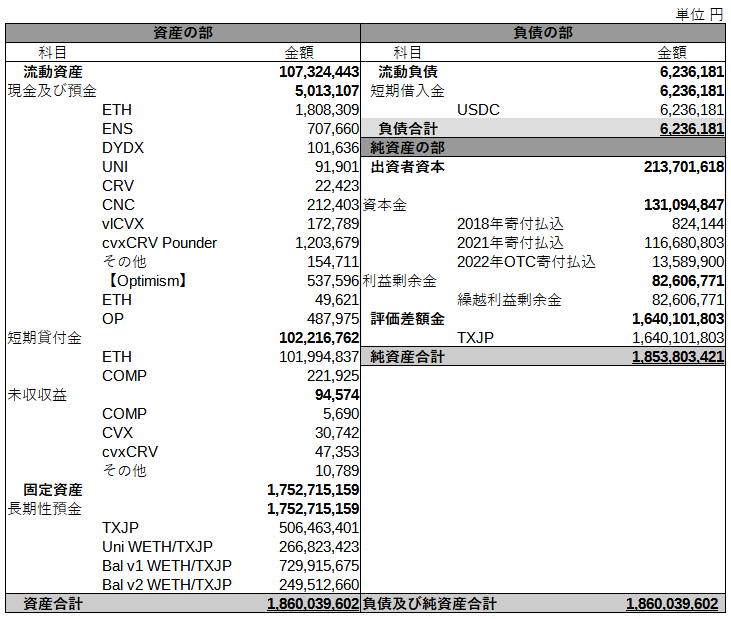 単位 円
資産の部 負債の部
科目 金額 科目 金額
流動資産 107,324,443 流動負債 6,236,181
現金及び預金 5,013,107 短期借入金 6,236,181
ETH 1,808,309 USDC 6,236,181
ENS 707,660 負債合計 6,236,181
DYDX 101,636 純資産の部
UNI 91,901 出資者資本 213,701,618
CRV 22,423
CNC 212,403 資本金 131,094,847
vlCVX 172,789 2018年寄付払込 824,144
cvxCRV Pounder 1,203,679 2021年寄付払込 116,680,803
その他 154,711 2022年OTC寄付払込 13,589,900
【Optimism】 537,596 利益剰余金 82,606,771
ETH 49,621 繰越利益剰余金 82,606,771
OP 487,975 評価差額金 1,640,101,803
短期貸付金 102,216,762 TXJP 1,640,101,803
ETH 101,994,837 純資産合計 1,853,803,421
COMP 221,925
未収収益 94,574
COMP 5,690
CVX 30,742
cvxCRV 47,353
その他 10,789
固定資産 1,752,715,159
長期性預金 1,752,715,159
TXJP 506,463,401
Uni WETH/TXJP 266,823,423
Bal v1 WETH/TXJP 729,915,675
Bal v2 WETH/TXJP 249,512,660
資産合計 1,860,039,602 負債及び純資産合計 1,860,039,602